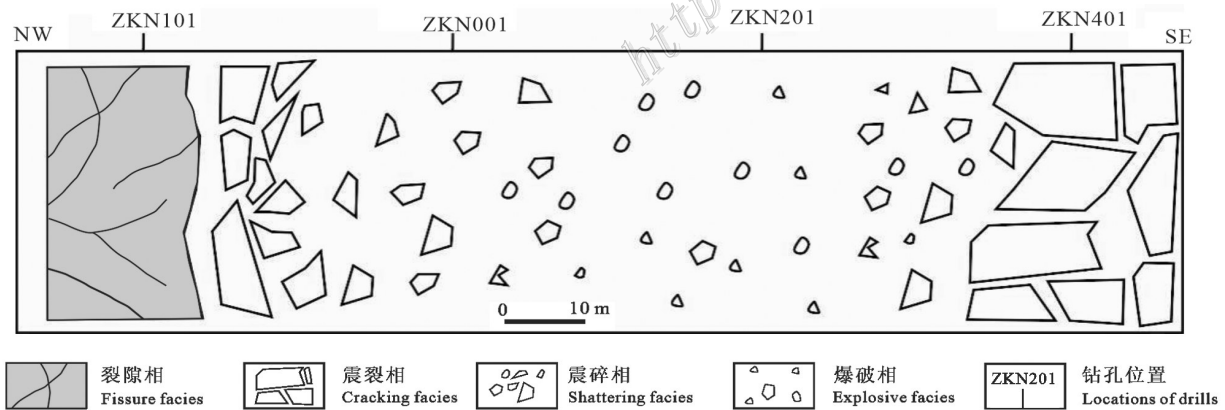 ZKN101
ZKN001
ZKN201
ZKN401
NW
SE
http
0 10 m
裂隙相
Fissure facies
震裂相
Cracking facies
震碎相
Shattering facies
爆破相
Explosive facies
ZKN201
钻孔位置
Locations of drills